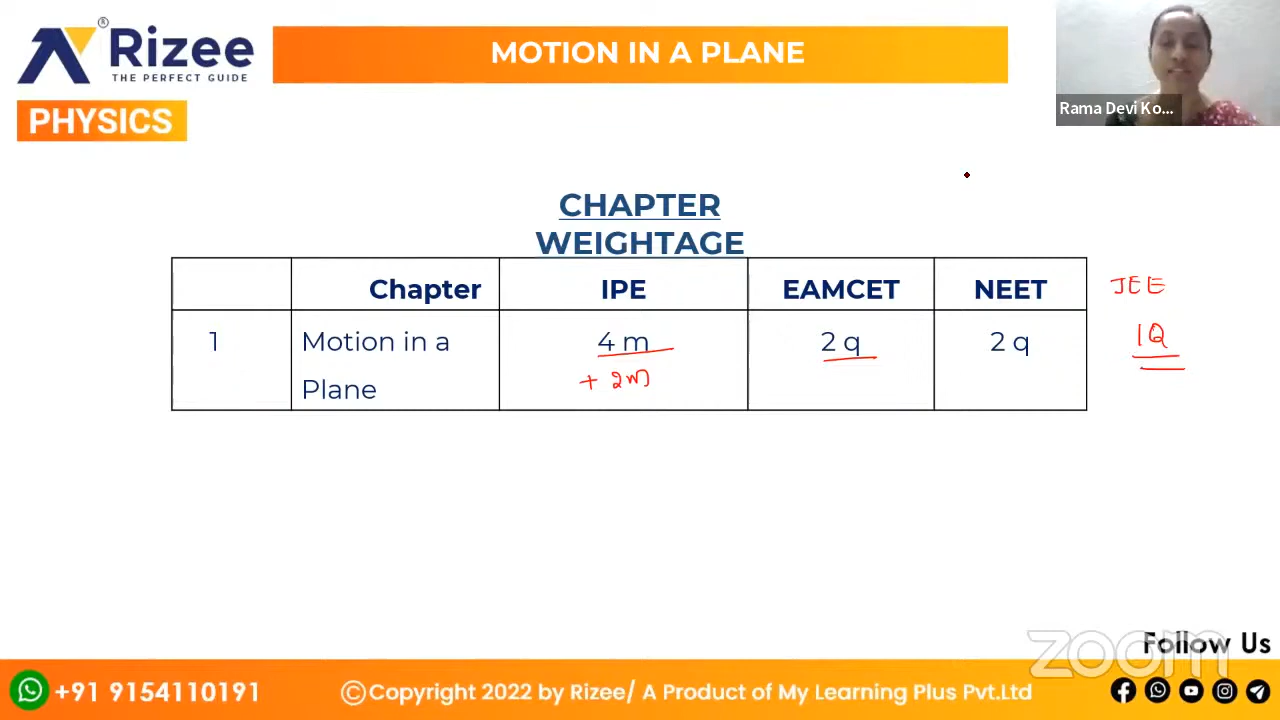 Rizee®
THE PERFECT GUIDE
MOTION IN A PLANE
PHYSICS
Rama Devi Ko...
CHAPTER
WEIGHTAGE
Chapter IPE EAMCET NEET JEE
1 Motion in a Plane 4 m + 2m 2 q 2 q 1Q
zoom
Follow Us
+91 9154110191
©Copyright 2022 by Rizee/ A Product of My Learning Plus Pvt.Ltd